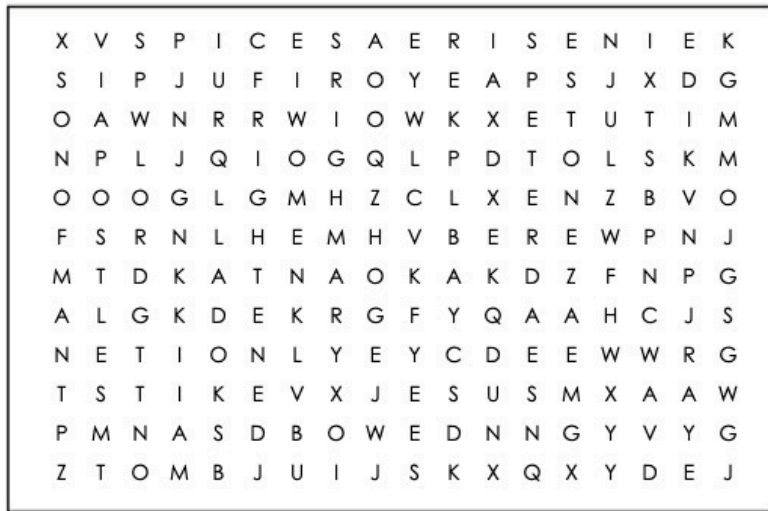 X V S P I C E S A E R I S E N I E K
S I P J U F I R O Y E A P S J X D G
O A W N R R W I O W K X E T U T I M
N P L J Q I O G Q L P D T O L S K M
O O O G L G M H Z C L X E N Z B V O
F S R N L H E M H V B E R E W P N J
M T D K A T N A O K A K D Z F N P G
A L G K D E K R G F Y Q A A H C J S
N E T I O N L Y E Y C D E E W W R G
T S T I K E V X J E S U S M X A A W
P M N A S D B O W E D N N G Y V Y G
Z T O M B J U I J S K X Q X Y D E J